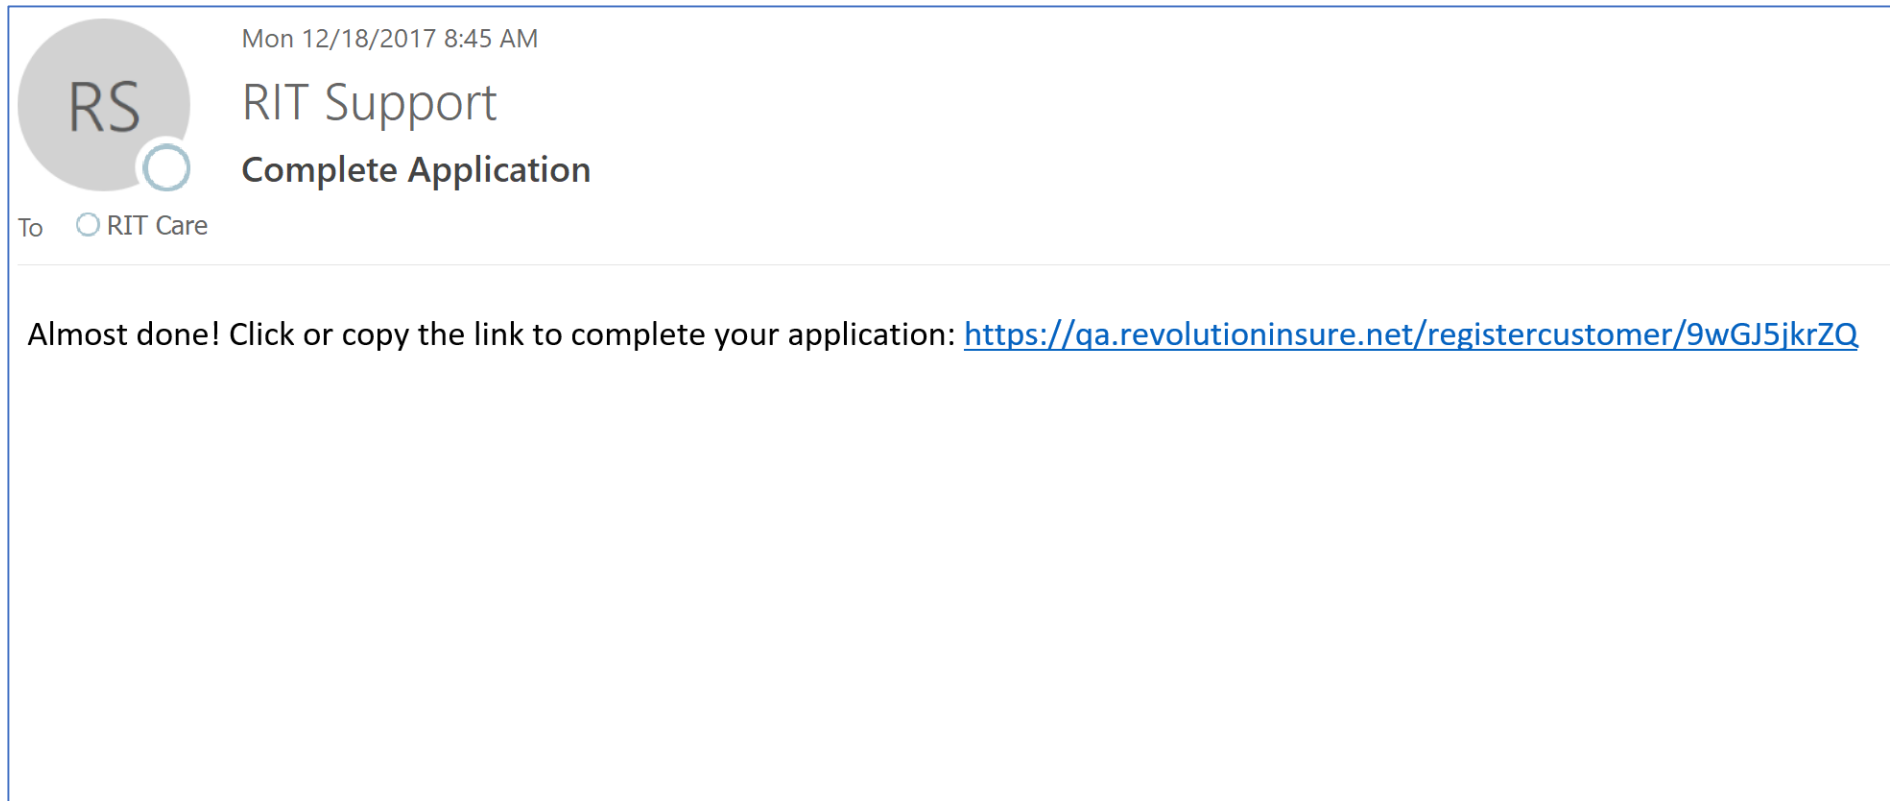 Mon 12/18/2017 8:45 AM
RS
RIT Support
Complete Application
To RIT Care
Almost done! Click or copy the link to complete your application: https://qa.revolutioninsure.net/registercustomer/9wGJ5jkrZQ